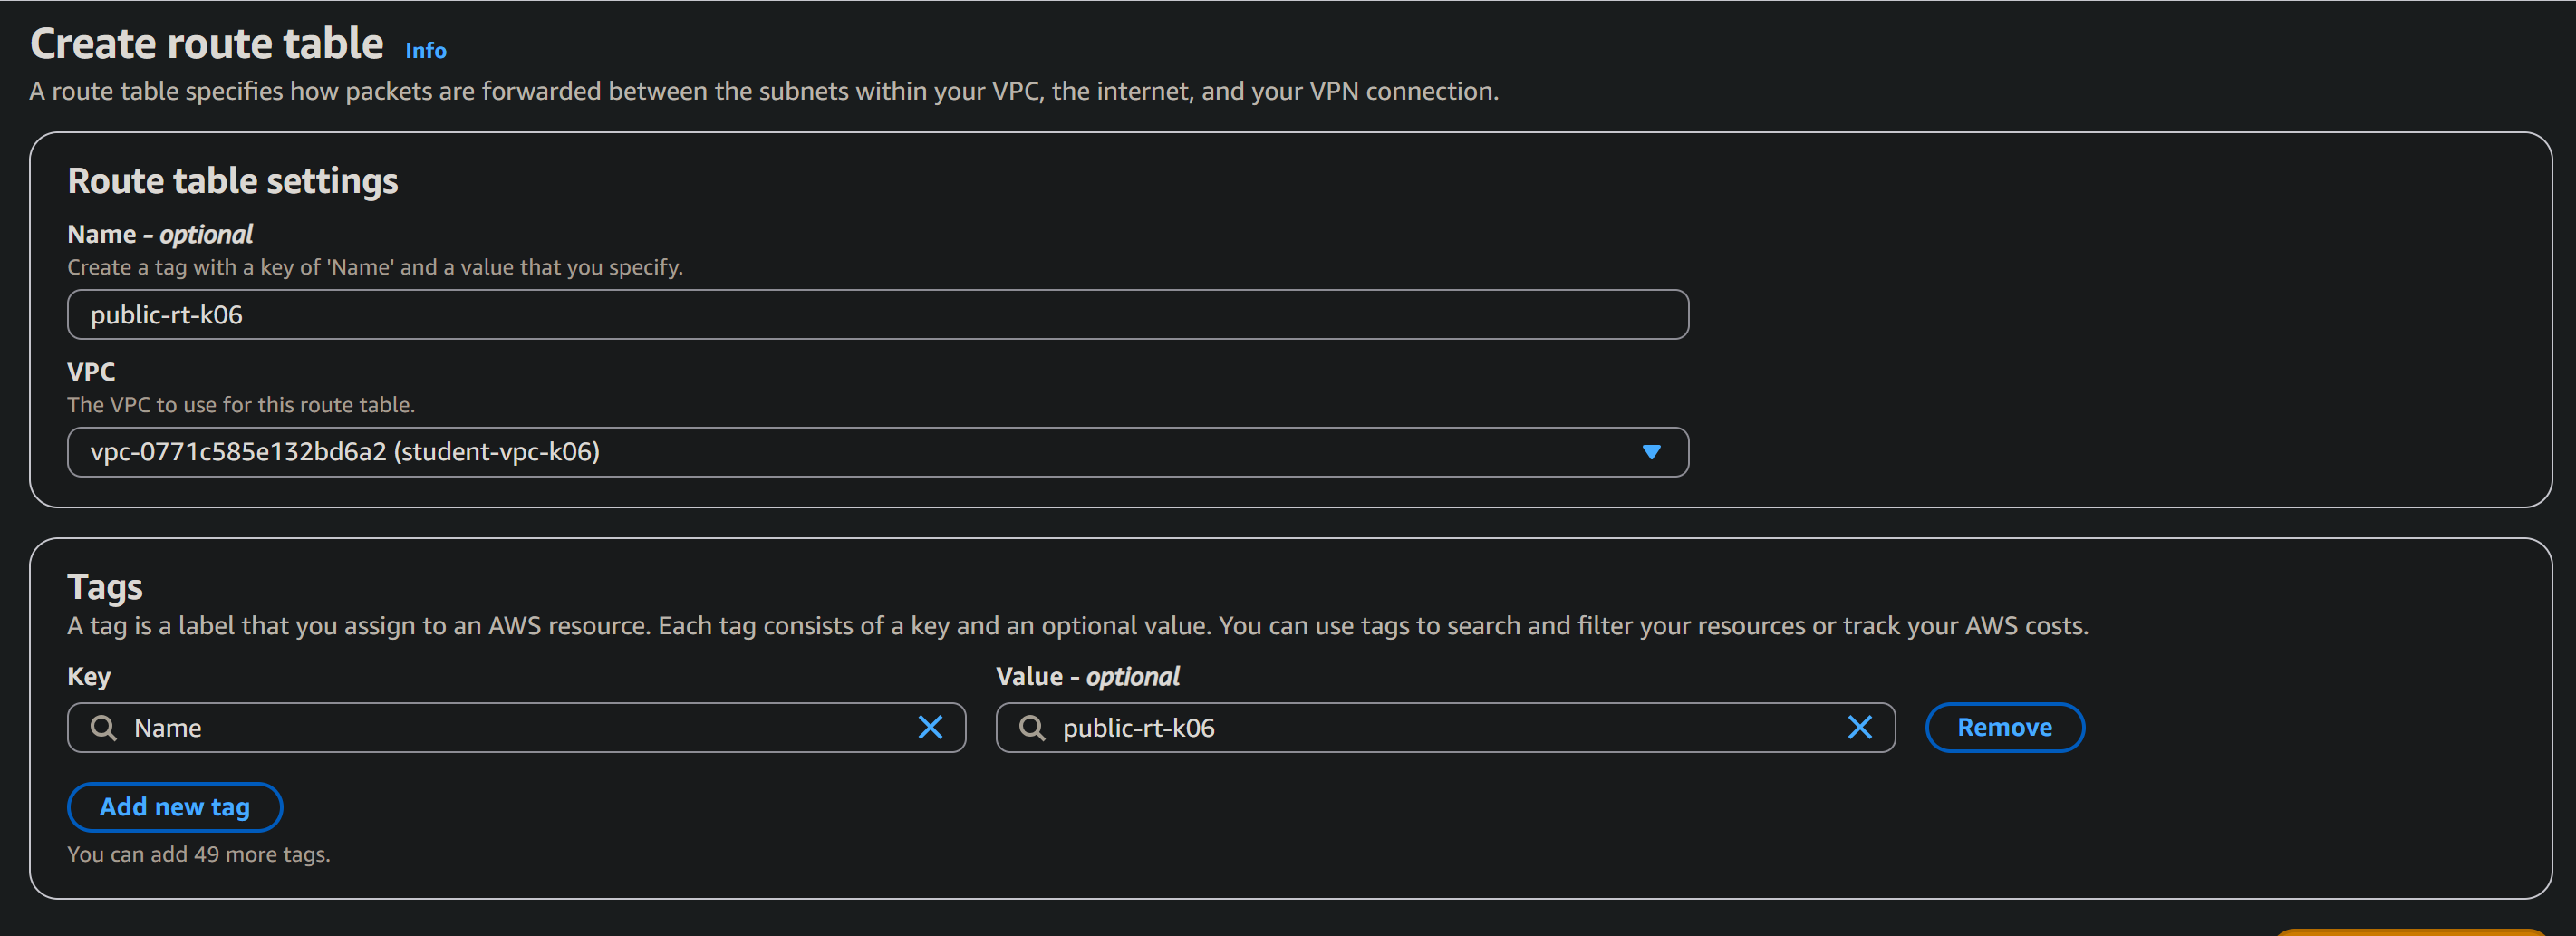 Create route table Info
A route table specifies how packets are forwarded between the subnets within your VPC, the internet, and your VPN connection.
Route table settings
Name - optional
Create a tag with a key of 'Name' and a value that you specify.
public-rt-k06
VPC
The VPC to use for this route table.
vpc-0771c585e132bd6a2 (student-vpc-k06)
Tags
A tag is a label that you assign to an AWS resource. Each tag consists of a key and an optional value. You can use tags to search and filter your resources or track your AWS costs.
Key Value - optional
Name public-rt-k06 Remove
Add new tag
You can add 49 more tags.